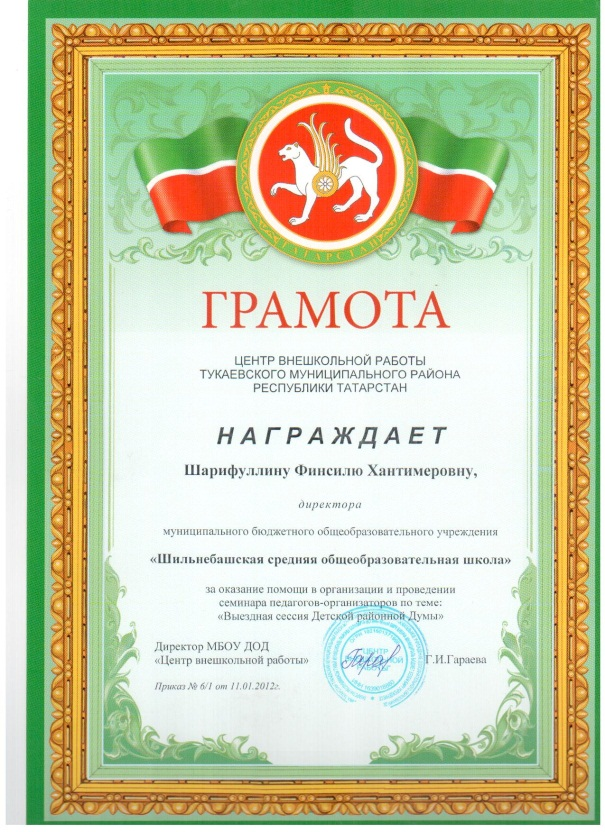 ТАТАРСТАН
ГРАМОТА
ЦЕНТР ВНЕШКОЛЬНОЙ РАБОТЫ
ТУКАЕВСКОГО МУНИЦИПАЛЬНОГО РАЙОНА
РЕСПУБЛИКИ ТАТАРСТАН
НАГРАЖДАЕТ
Шарифуллину Финсилю Хантимеровну,
директора
муниципального бюджетного общеобразовательного учреждения
«Шильнебашская средняя общеобразовательная школа»
за оказание помощи в организации и проведении
семинара педагогов-организаторов по теме:
«Выездная сессия Детской районной Думы»
Директор МБОУ ДОД
«Центр внешкольной работы»
Г.И.Гараева
ЦЕНТР
Приказ № 6/1 от 11.01.2012г.